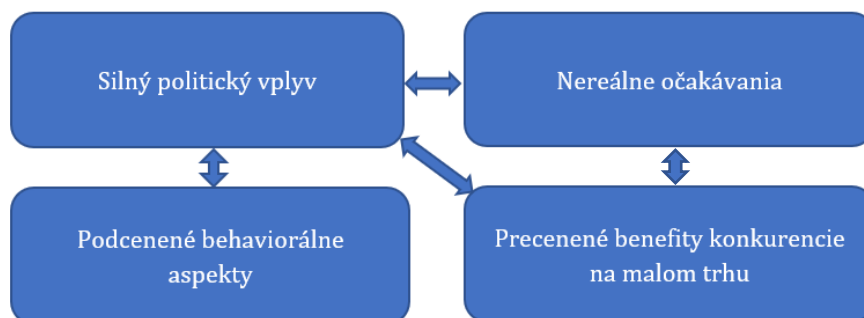 Silný politický vplyv
Nereálne očakávania
Podcenené behaviorálne
aspekty
Precenené benefity konkurencie
na malom trhu